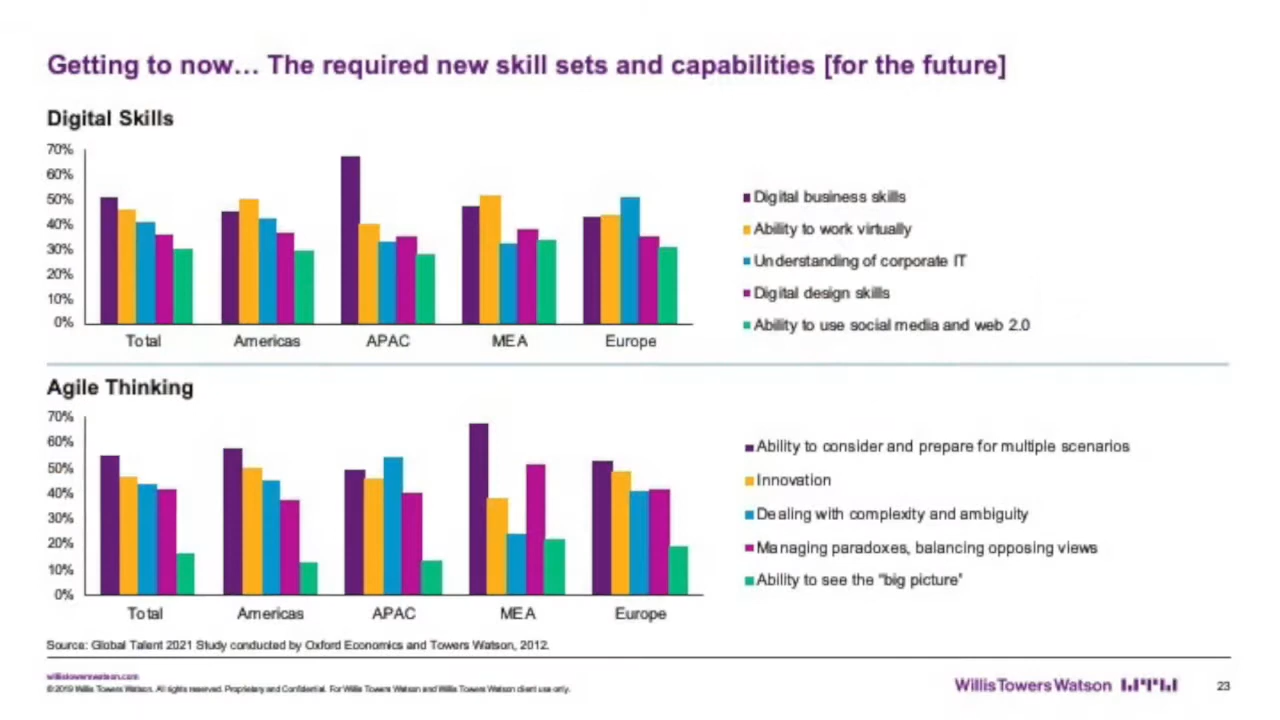 Getting to now… The required new skill sets and capabilities [for the future]
Digital Skills
70%
60%
50%
40%
30%
20%
10%
0%
Total
Americas
APAC
MEA
Europe
Digital business skills
Ability to work virtually
Understanding of corporate IT
Digital design skills
Ability to use social media and web 2.0
Agile Thinking
70%
60%
50%
40%
30%
20%
10%
0%
Total
Americas
APAC
MEA
Europe
Ability to consider and prepare for multiple scenarios
Innovation
Dealing with complexity and ambiguity
Managing paradoxes, balancing opposing views
Ability to see the "big picture"
Source: Global Talent 2021 Study conducted by Oxford Economics and Towers Watson, 2012.
willistowerswatson.com
© 2019 Willis Towers Watson. All rights reserved. Proprietary and Confidential. For Willis Towers Watson and Willis Towers Watson client use only.
WillisTowersWatson
23